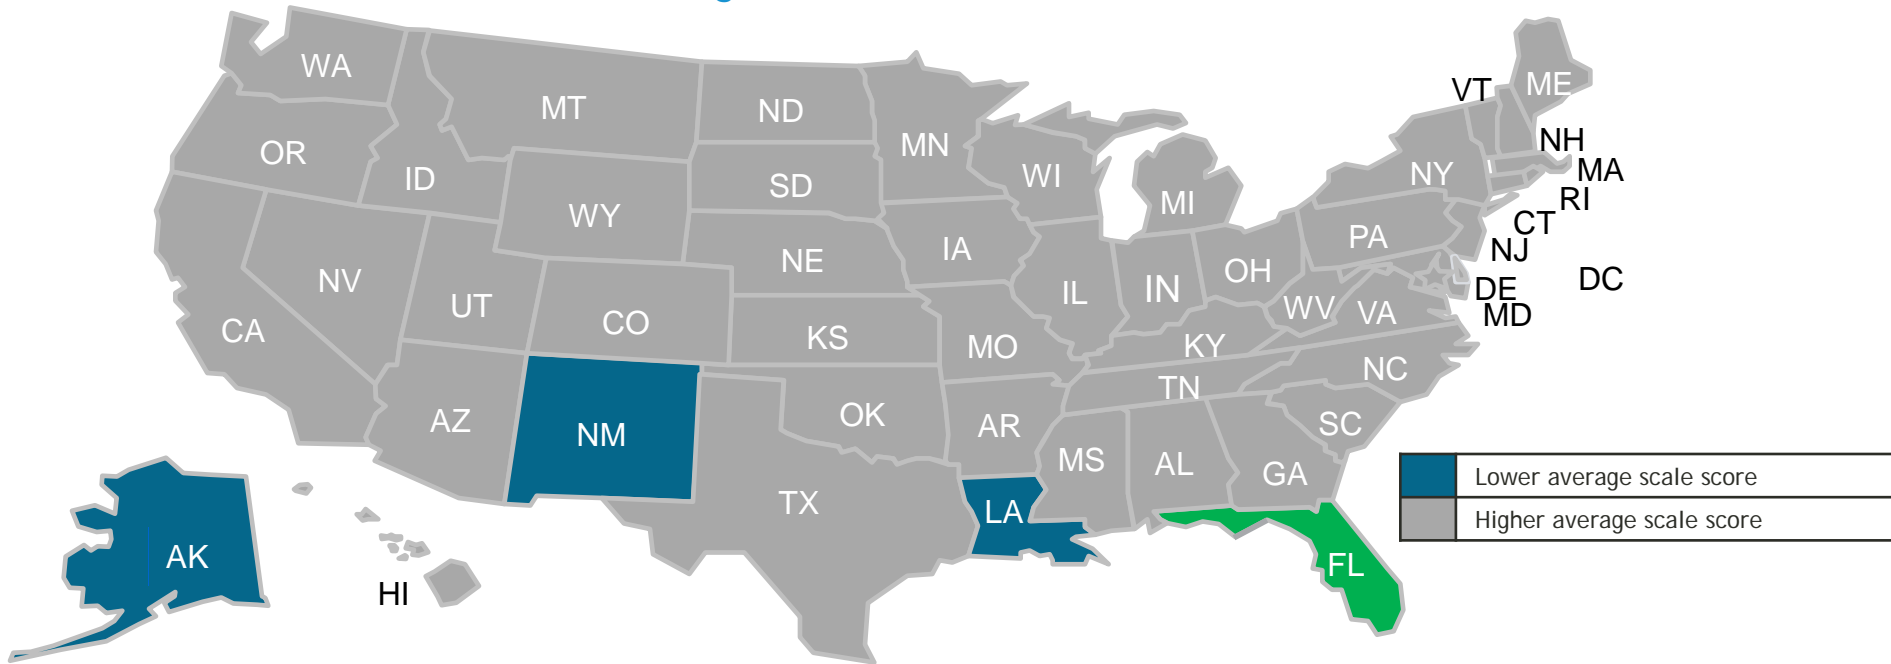 WA
MT
ND
MN
OR
ID
SD
WI
WY
MI
NY
VT
ME
NH
MA
RI
CT
NJ
PA
IA
NE
OH
DE
DC
MD
NV
UT
CO
IL
IN
WV
VA
CA
KS
MO
KY
NC
TN
AZ
NM
OK
AR
SC
MS
AL
GA
TX
LA
AK
HI
FL
Lower average scale score
Higher average scale score